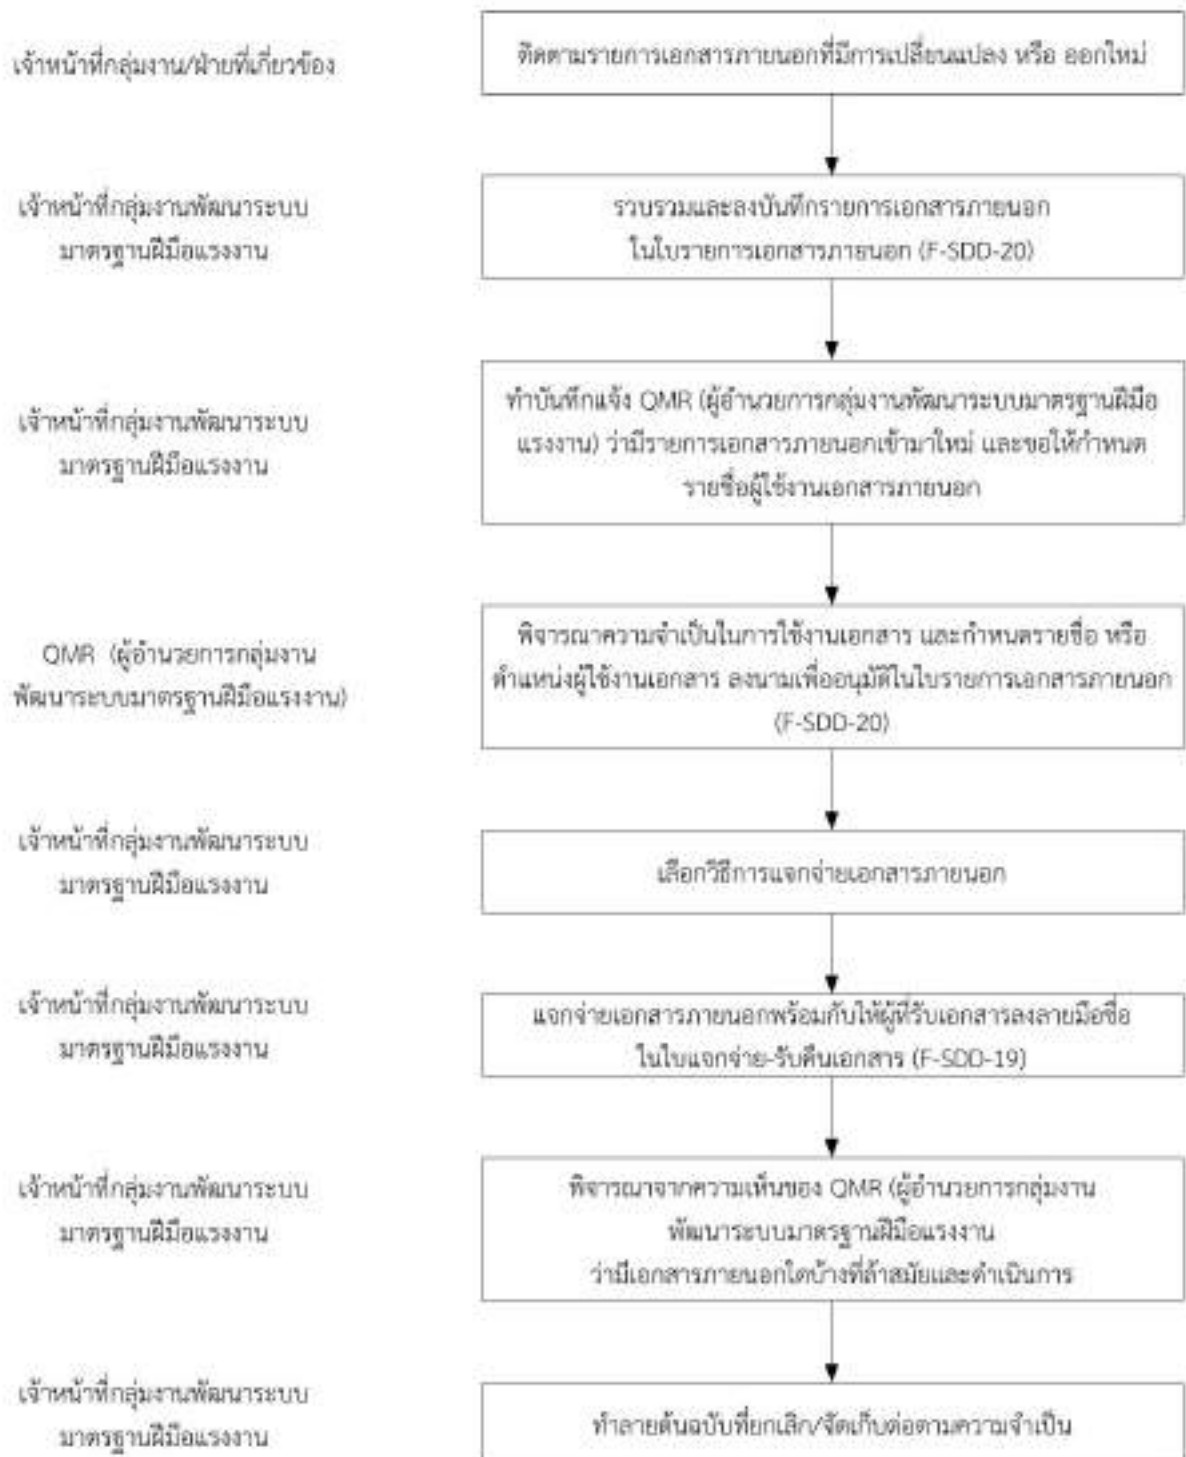 เจ้าหน้าที่กลุ่มงาน/ฝ่ายที่เกี่ยวข้อง
ติดตามรายการเอกสารภายนอกที่มีการเปลี่ยนแปลง หรือ ออกใหม่
เจ้าหน้าที่กลุ่มงานพัฒนาระบบ
มาตรฐานฝีมือแรงงาน
รวบรวมและลงบันทึกรายการเอกสารภายนอก
ในใบรายการเอกสารภายนอก (F-SDD-20)
เจ้าหน้าที่กลุ่มงานพัฒนาระบบ
มาตรฐานฝีมือแรงงาน
ทำบันทึกแจ้ง QMR (ผู้อำนวยการกลุ่มงานพัฒนาระบบมาตรฐานฝีมือ
แรงงาน) ว่ามีรายการเอกสารภายนอกเข้ามาใหม่ และขอให้กำหนด
รายชื่อผู้ใช้งานเอกสารภายนอก
QMR (ผู้อำนวยการกลุ่มงาน
พัฒนาระบบมาตรฐานฝีมือแรงงาน)
พิจารณาความจำเป็นในการใช้งานเอกสาร และกำหนดรายชื่อ หรือ
ตำแหน่งผู้ใช้งานเอกสาร ลงนามเพื่ออนุมัติในใบรายการเอกสารภายนอก
(F-SDD-20)
เจ้าหน้าที่กลุ่มงานพัฒนาระบบ
มาตรฐานฝีมือแรงงาน
เลือกวิธีการแจกจ่ายเอกสารภายนอก
เจ้าหน้าที่กลุ่มงานพัฒนาระบบ
มาตรฐานฝีมือแรงงาน
แจกจ่ายเอกสารภายนอกพร้อมกับให้ผู้ที่รับเอกสารลงลายมือชื่อ
ในใบแจกจ่าย-รับคืนเอกสาร (F-SDD-19)
เจ้าหน้าที่กลุ่มงานพัฒนาระบบ
มาตรฐานฝีมือแรงงาน
พิจารณาจากความเห็นของ QMR (ผู้อำนวยการกลุ่มงาน
พัฒนาระบบมาตรฐานฝีมือแรงงาน
ว่ามีเอกสารภายนอกใดบ้างที่ล้าสมัยและดำเนินการ
เจ้าหน้าที่กลุ่มงานพัฒนาระบบ
มาตรฐานฝีมือแรงงาน
ทำลายต้นฉบับที่ยกเลิก/จัดเก็บต่อตามความจำเป็น